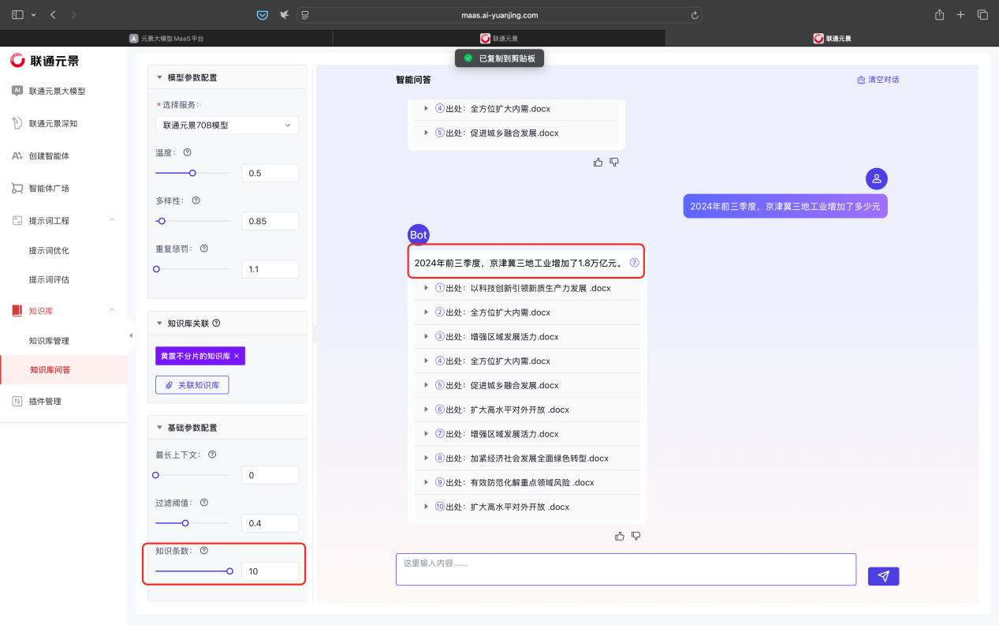 maas.ai-yuanjing.com
A 元景大模型MaaS平台
联通元景
联通元景
已复制到剪贴板
联通元景
AI 联通元景大模型
联通元景深知
创建智能体
智能体广场
提示词工程
提示词优化
提示词评估
知识库
知识库管理
知识库问答
插件管理
模型参数配置
*选择服务：
联通元景70B模型
温度：
0.5
多样性：
0.85
重复惩罚：
1.1
知识库关联
黄震不分片的知识库 ×
关联知识库
基础参数配置
最长上下文：
0
过滤阈值：
0.4
知识条数：
10
智能问答
清空对话
④出处：全方位扩大内需.docx
⑤出处：促进城乡融合发展.docx
2024年前三季度，京津冀三地工业增加了多少元
Bot
2024年前三季度，京津冀三地工业增加了1.8万亿元。 ⑦
①出处：以科技创新引领新质生产力发展 .docx
②出处：全方位扩大内需.docx
③出处：增强区域发展活力.docx
④出处：全方位扩大内需.docx
⑤出处：促进城乡融合发展.docx
⑥出处：扩大高水平对外开放 .docx
⑦出处：增强区域发展活力.docx
⑧出处：加紧经济社会发展全面绿色转型.docx
⑨出处：有效防范化解重点领域风险 .docx
⑩出处：扩大高水平对外开放 .docx
这里输入内容......